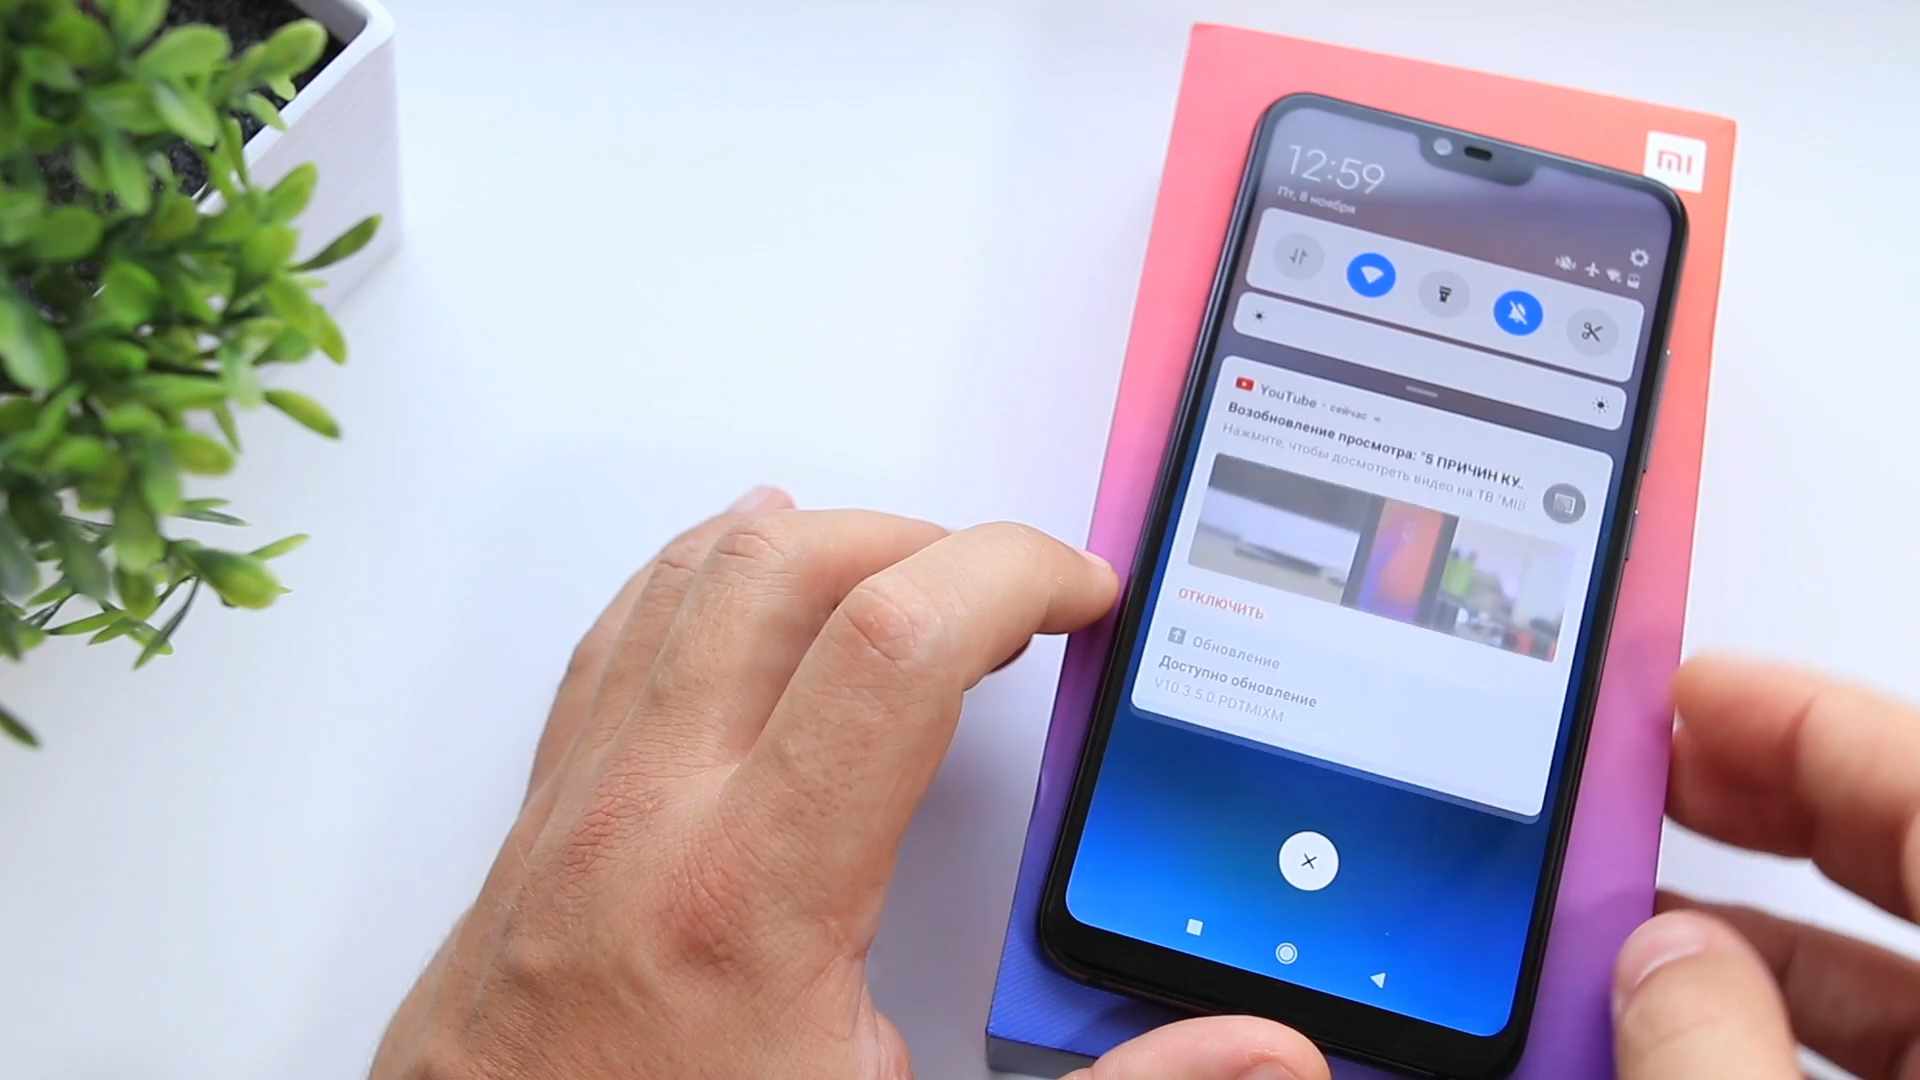 mi
12:59
Пт, 8 ноября
YouTube · сейчас
Возобновление просмотра: "5 ПРИЧИН КУ..
Нажмите, чтобы досмотреть видео на ТВ "MI8
ОТКЛЮЧИТЬ
Обновление
Доступно обновление
V10.3.5.0.PDTMIXM